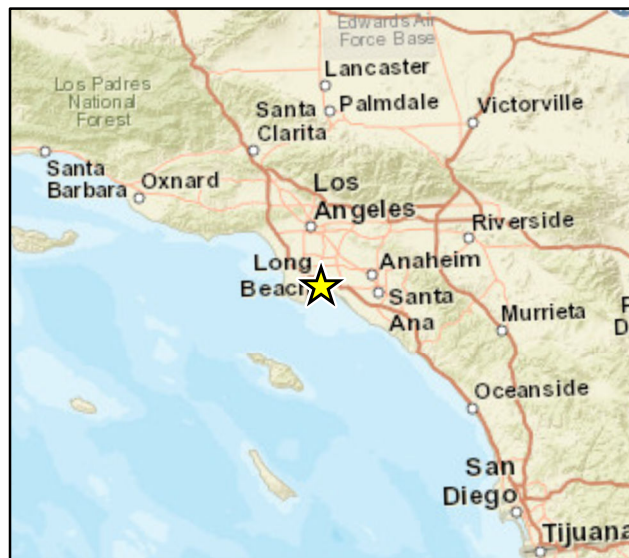 Edwards Air
Force Base
Lancaster
Los Padres
National
Forest
Santa
Clarita
Palmdale
Victorville
Santa
Barbara
Oxnard
Los
Angeles
Riverside
Long
Beach
Anaheim
Santa
Ana
Murrieta
Oceanside
San
Diego
Tijuana